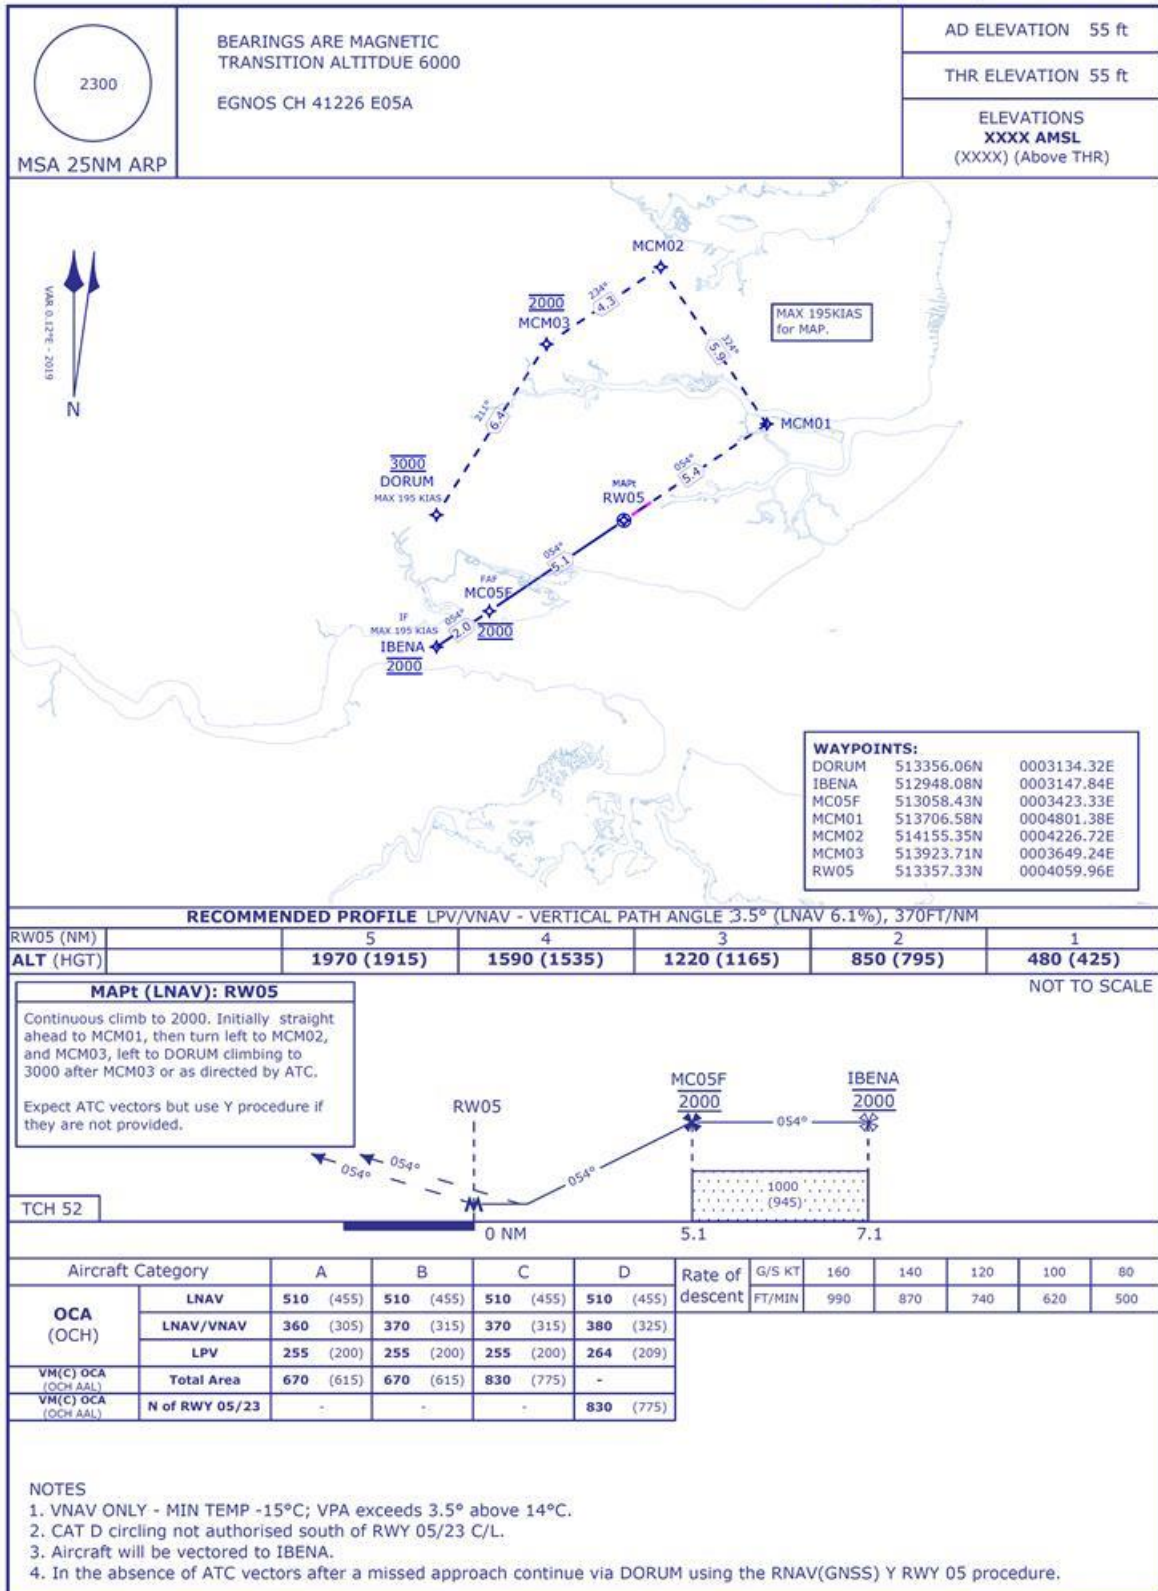 2300
MSA 25NM ARP
BEARINGS ARE MAGNETIC
TRANSITION ALTITDUE 6000
EGNOS CH 41226 E05A
AD ELEVATION 55 ft
THR ELEVATION 55 ft
ELEVATIONS
XXXX AMSL
(XXXX) (Above THR)
VAR 0.12°E - 2019
N
MCM02
234°
4.3
2000
MCM03
MAX 195KIAS
for MAP.
324°
5.9
211°
6.4
MCM01
3000
DORUM
MAX 195 KIAS
054°
5.4
MAPt
RW05
054°
5.1
FAF
MC05F
2000
IF
MAX 195 KIAS
054°
2.0
IBENA
2000
WAYPOINTS:
DORUM 513356.06N 0003134.32E
IBENA 512948.08N 0003147.84E
MC05F 513058.43N 0003423.33E
MCM01 513706.58N 0004801.38E
MCM02 514155.35N 0004226.72E
MCM03 513923.71N 0003649.24E
RW05 513357.33N 0004059.96E
RECOMMENDED PROFILE LPV/VNAV - VERTICAL PATH ANGLE 3.5° (LNAV 6.1%), 370FT/NM
RW05 (NM) 5 4 3 2 1
ALT (HGT) 1970 (1915) 1590 (1535) 1220 (1165) 850 (795) 480 (425)
NOT TO SCALE
MAPt (LNAV): RW05
Continuous climb to 2000. Initially straight
ahead to MCM01, then turn left to MCM02,
and MCM03, left to DORUM climbing to
3000 after MCM03 or as directed by ATC.
Expect ATC vectors but use Y procedure if
they are not provided.
RW05
MC05F
2000
IBENA
2000
054°
054°
054°
054°
1000
(945)
TCH 52
0 NM
5.1
7.1
Aircraft Category A B C D
OCA
(OCH)
LNAV 510 (455) 510 (455) 510 (455) 510 (455)
LNAV/VNAV 360 (305) 370 (315) 370 (315) 380 (325)
LPV 255 (200) 255 (200) 255 (200) 264 (209)
VM(C) OCA
(OCH AAL)
Total Area 670 (615) 670 (615) 830 (775) -
VM(C) OCA
(OCH AAL)
N of RWY 05/23 - - - 830 (775)
Rate of
descent
G/S KT 160 140 120 100 80
FT/MIN 990 870 740 620 500
NOTES
1. VNAV ONLY - MIN TEMP -15°C; VPA exceeds 3.5° above 14°C.
2. CAT D circling not authorised south of RWY 05/23 C/L.
3. Aircraft will be vectored to IBENA.
4. In the absence of ATC vectors after a missed approach continue via DORUM using the RNAV(GNSS) Y RWY 05 procedure.